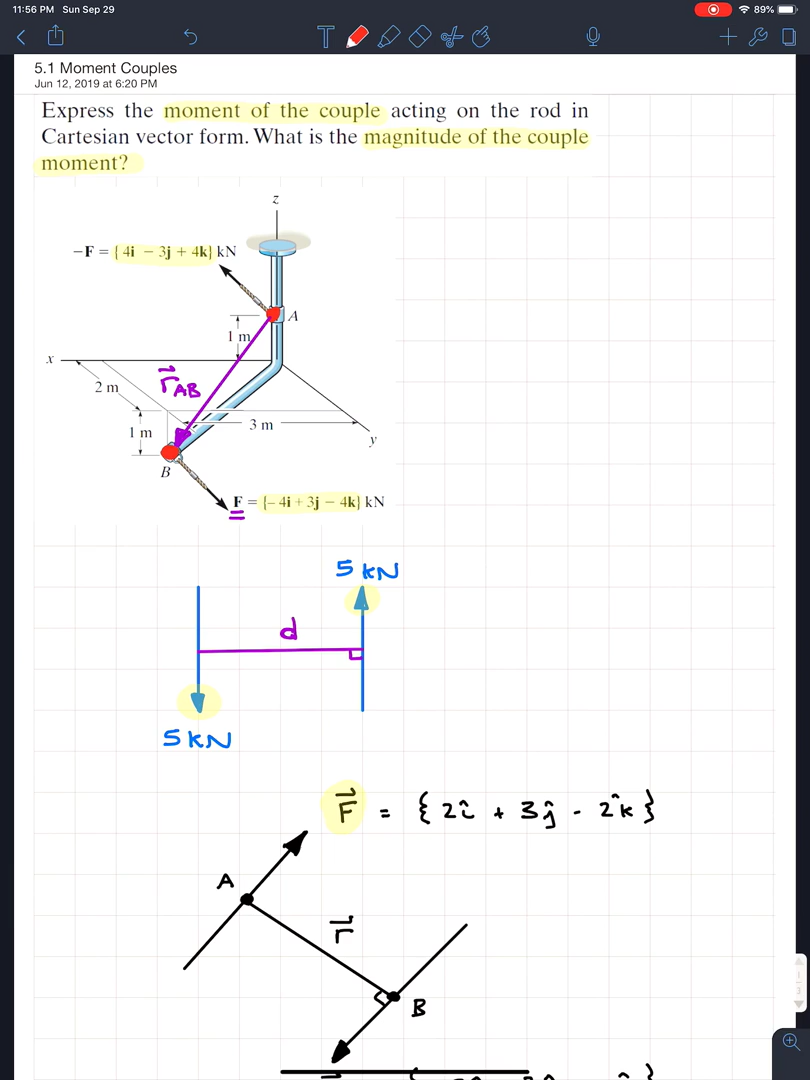 11:56 PM Sun Sep 29
89%
5.1 Moment Couples
Jun 12, 2019 at 6:20 PM
Express the moment of the couple acting on the rod in
Cartesian vector form. What is the magnitude of the couple
moment?
z
−F = { 4i − 3j + 4k} kN
A
1 m
x
r⃗AB
2 m
3 m
1 m
y
B
F = {− 4i + 3j − 4k} kN
5 kN
d
5 kN
F⃗ = { 2î + 3ĵ - 2k̂ }
A
r⃗
B